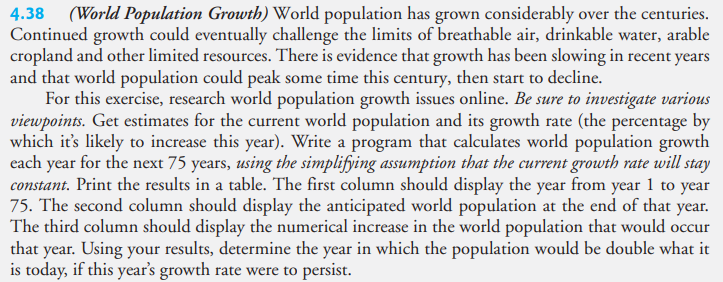 4.38 (World Population Growth) World population has grown considerably over the centuries.
Continued growth could eventually challenge the limits of breathable air, drinkable water, arable
cropland and other limited resources. There is evidence that growth has been slowing in recent years
and that world population could peak some time this century, then start to decline.
For this exercise, research world population growth issues online. Be sure to investigate various
viewpoints. Get estimates for the current world population and its growth rate (the percentage by
which it's likely to increase this year). Write a program that calculates world population growth
each year for the next 75 years, using the simplifying assumption that the current growth rate will stay
constant. Print the results in a table. The first column should display the year from year 1 to year
75. The second column should display the anticipated world population at the end of that year.
The third column should display the numerical increase in the world population that would occur
that year. Using your results, determine the year in which the population would be double what it
is today, if this year's growth rate were to persist.